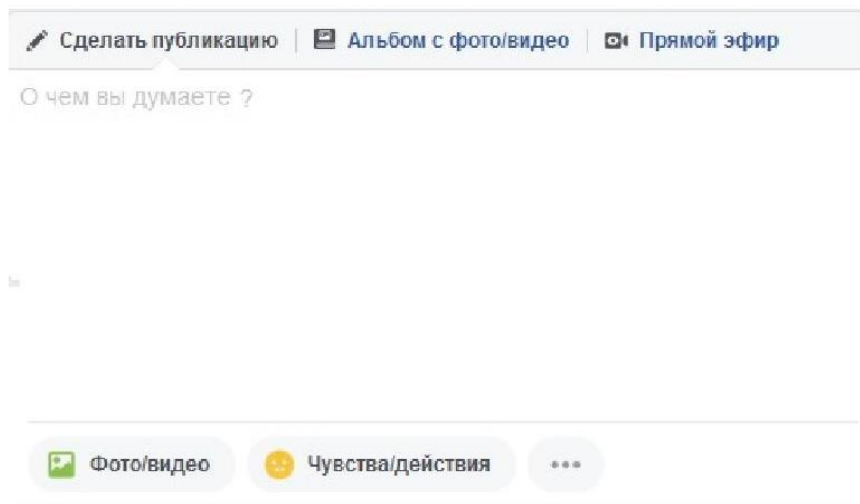 Сделать публикацию | Альбом с фото/видео | Прямой эфир
О чем вы думаете ?
Фото/видео Чувства/действия ...